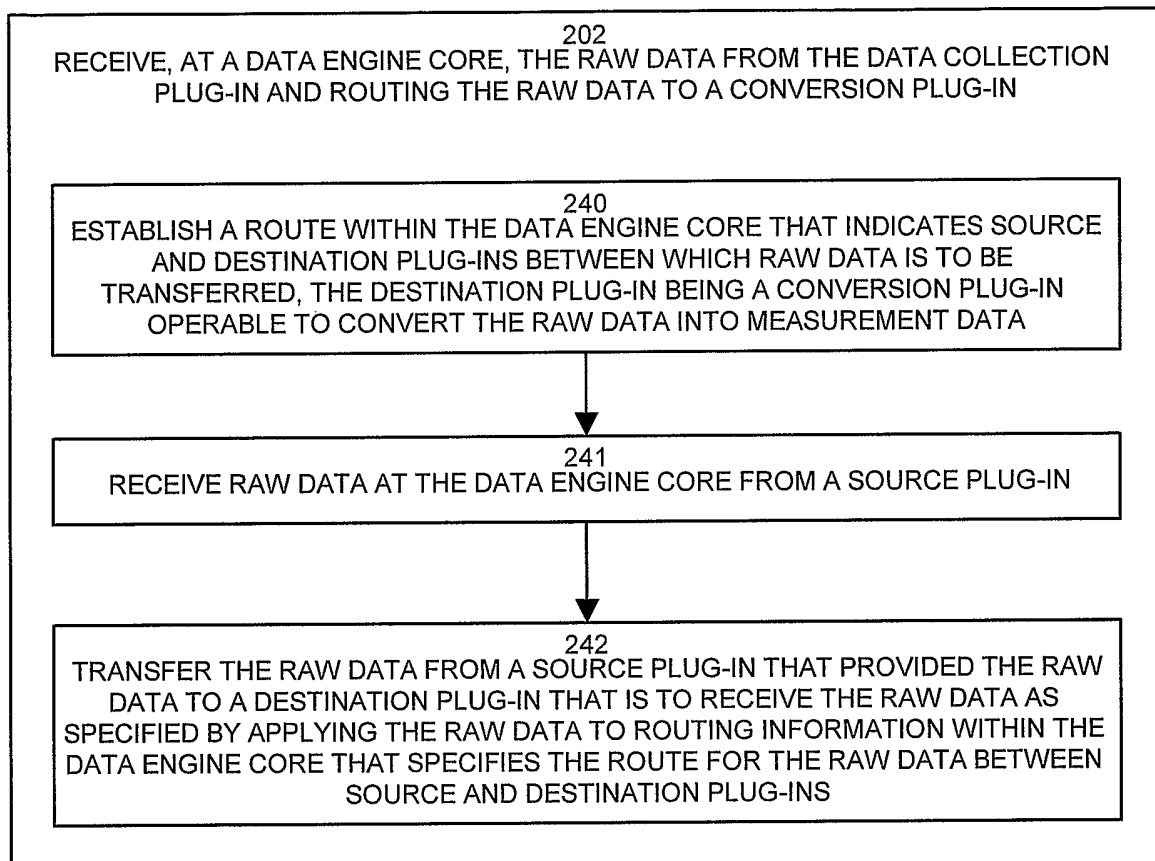 202
RECEIVE, AT A DATA ENGINE CORE, THE RAW DATA FROM THE DATA COLLECTION
PLUG-IN AND ROUTING THE RAW DATA TO A CONVERSION PLUG-IN
240
ESTABLISH A ROUTE WITHIN THE DATA ENGINE CORE THAT INDICATES SOURCE
AND DESTINATION PLUG-INS BETWEEN WHICH RAW DATA IS TO BE
TRANSFERRED, THE DESTINATION PLUG-IN BEING A CONVERSION PLUG-IN
OPERABLE TO CONVERT THE RAW DATA INTO MEASUREMENT DATA
241
RECEIVE RAW DATA AT THE DATA ENGINE CORE FROM A SOURCE PLUG-IN
242
TRANSFER THE RAW DATA FROM A SOURCE PLUG-IN THAT PROVIDED THE RAW
DATA TO A DESTINATION PLUG-IN THAT IS TO RECEIVE THE RAW DATA AS
SPECIFIED BY APPLYING THE RAW DATA TO ROUTING INFORMATION WITHIN THE
DATA ENGINE CORE THAT SPECIFIES THE ROUTE FOR THE RAW DATA BETWEEN
SOURCE AND DESTINATION PLUG-INS